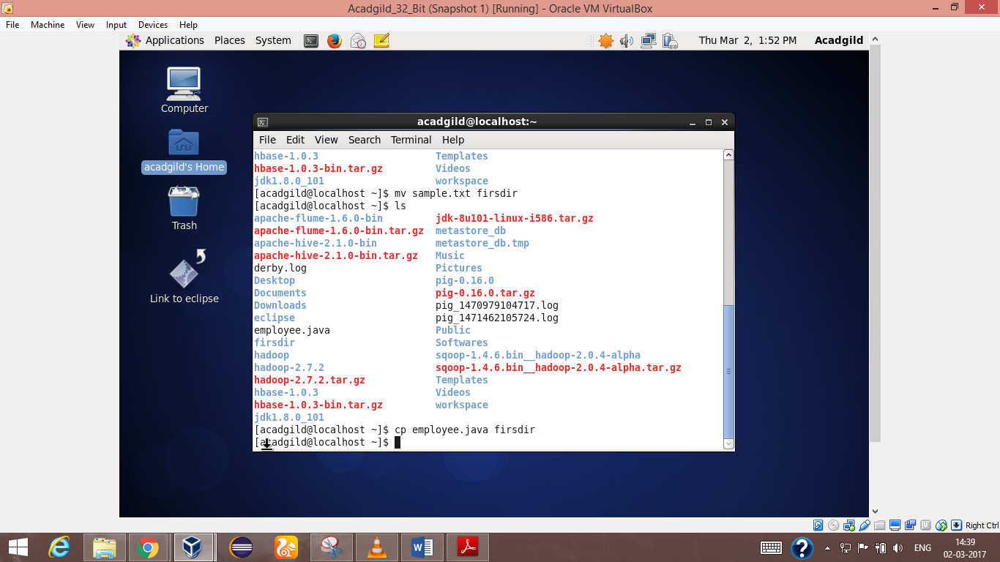 Acadgild_32_Bit (Snapshot 1) [Running] - Oracle VM VirtualBox
File Machine View Input Devices Help
Applications Places System Thu Mar 2, 1:52 PM Acadgild
Computer
acadgild's Home
Trash
Link to eclipse
acadgild@localhost:~
File Edit View Search Terminal Help
hbase-1.0.3 Templates
hbase-1.0.3-bin.tar.gz Videos
jdk1.8.0_101 workspace
[acadgild@localhost ~]$ mv sample.txt firsdir
[acadgild@localhost ~]$ ls
apache-flume-1.6.0-bin jdk-8u101-linux-i586.tar.gz
apache-flume-1.6.0-bin.tar.gz metastore_db
apache-hive-2.1.0-bin metastore_db.tmp
apache-hive-2.1.0-bin.tar.gz Music
derby.log Pictures
Desktop pig-0.16.0
Documents pig-0.16.0.tar.gz
Downloads pig_1470979104717.log
eclipse pig_1471462105724.log
employee.java Public
firsdir Softwares
hadoop sqoop-1.4.6.bin__hadoop-2.0.4-alpha
hadoop-2.7.2 sqoop-1.4.6.bin__hadoop-2.0.4-alpha.tar.gz
hadoop-2.7.2.tar.gz Templates
hbase-1.0.3 Videos
hbase-1.0.3-bin.tar.gz workspace
jdk1.8.0_101
[acadgild@localhost ~]$ cp employee.java firsdir
[acadgild@localhost ~]$
Right Ctrl
ENG 14:39
02-03-2017